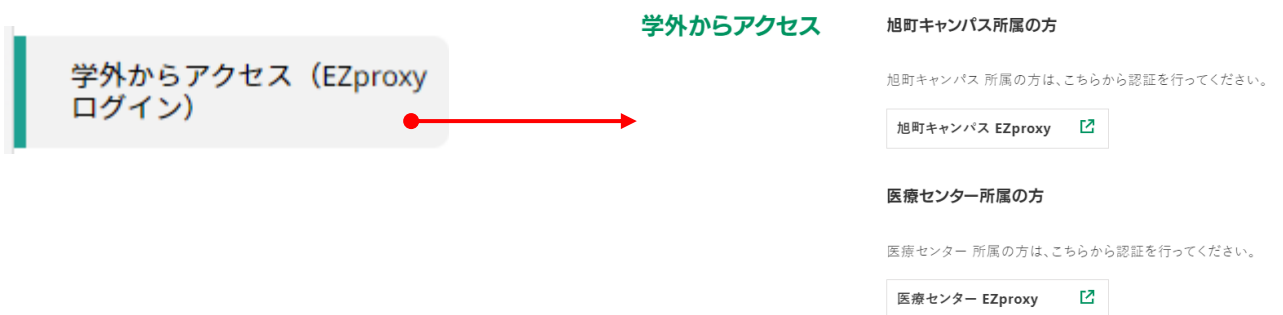 学外からアクセス（EZproxy
ログイン）
学外からアクセス
旭町キャンパス所属の方
旭町キャンパス 所属の方は、こちらから認証を行ってください。
旭町キャンパス EZproxy
医療センター所属の方
医療センター 所属の方は、こちらから認証を行ってください。
医療センター EZproxy